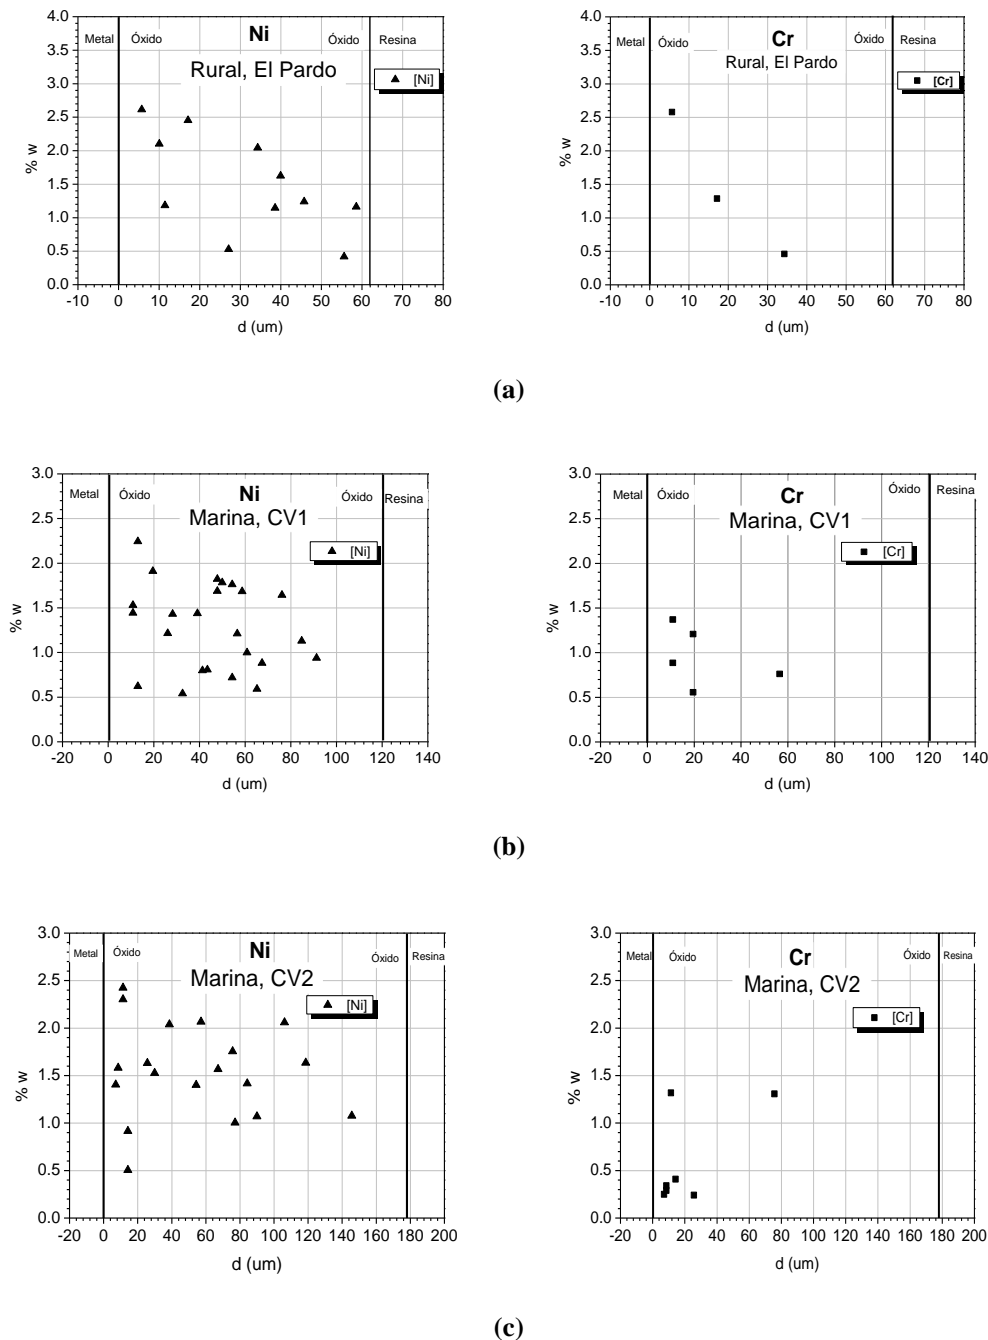 Ni
Metal Óxido Óxido Resina
Rural, El Pardo
[Ni]
% w
4.0
3.5
3.0
2.5
2.0
1.5
1.0
0.5
0.0
-10 0 10 20 30 40 50 60 70 80
d (um)
Cr
Metal Óxido Óxido Resina
Rural, El Pardo
[Cr]
% w
4.0
3.5
3.0
2.5
2.0
1.5
1.0
0.5
0.0
-10 0 10 20 30 40 50 60 70 80
d (um)
(a)
Ni
Metal Óxido Óxido Resina
Marina, CV1
[Ni]
% w
3.0
2.5
2.0
1.5
1.0
0.5
0.0
-20 0 20 40 60 80 100 120 140
d (um)
Cr
Metal Óxido Óxido Resina
Marina, CV1
[Cr]
% w
3.0
2.5
2.0
1.5
1.0
0.5
0.0
-20 0 20 40 60 80 100 120 140
d (um)
(b)
Ni
Metal Óxido Óxido Resina
Marina, CV2
[Ni]
% w
3.0
2.5
2.0
1.5
1.0
0.5
0.0
-20 0 20 40 60 80 100 120 140 160 180 200
d (um)
Cr
Metal Óxido Óxido Resina
Marina, CV2
[Cr]
% w
3.0
2.5
2.0
1.5
1.0
0.5
0.0
-20 0 20 40 60 80 100 120 140 160 180 200
d (um)
(c)